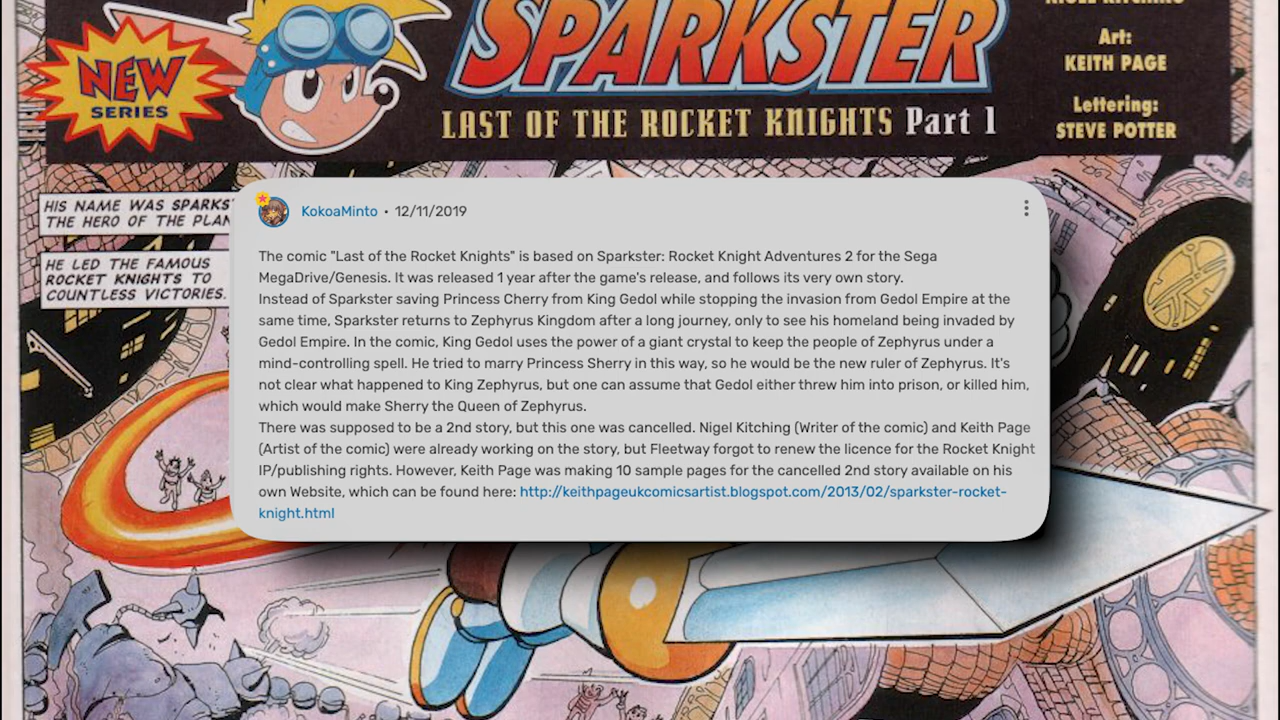 SPARKSTER
NEW
SERIES
LAST OF THE ROCKET KNIGHTS Part 1
NIGEL KITCHING
Art:
KEITH PAGE
Lettering:
STEVE POTTER
HIS NAME WAS SPARKS
THE HERO OF THE PLAN
HE LED THE FAMOUS
ROCKET KNIGHTS TO
COUNTLESS VICTORIES.
KokoaMinto • 12/11/2019
The comic "Last of the Rocket Knights" is based on Sparkster: Rocket Knight Adventures 2 for the Sega
MegaDrive/Genesis. It was released 1 year after the game's release, and follows its very own story.
Instead of Sparkster saving Princess Cherry from King Gedol while stopping the invasion from Gedol Empire at the
same time, Sparkster returns to Zephyrus Kingdom after a long journey, only to see his homeland being invaded by
Gedol Empire. In the comic, King Gedol uses the power of a giant crystal to keep the people of Zephyrus under a
mind-controlling spell. He tried to marry Princess Sherry in this way, so he would be the new ruler of Zephyrus. It's
not clear what happened to King Zephyrus, but one can assume that Gedol either threw him into prison, or killed him,
which would make Sherry the Queen of Zephyrus.
There was supposed to be a 2nd story, but this one was cancelled. Nigel Kitching (Writer of the comic) and Keith Page
(Artist of the comic) were already working on the story, but Fleetway forgot to renew the licence for the Rocket Knight
IP/publishing rights. However, Keith Page was making 10 sample pages for the cancelled 2nd story available on his
own Website, which can be found here: http://keithpageukcomicsartist.blogspot.com/2013/02/sparkster-rocket-
knight.html